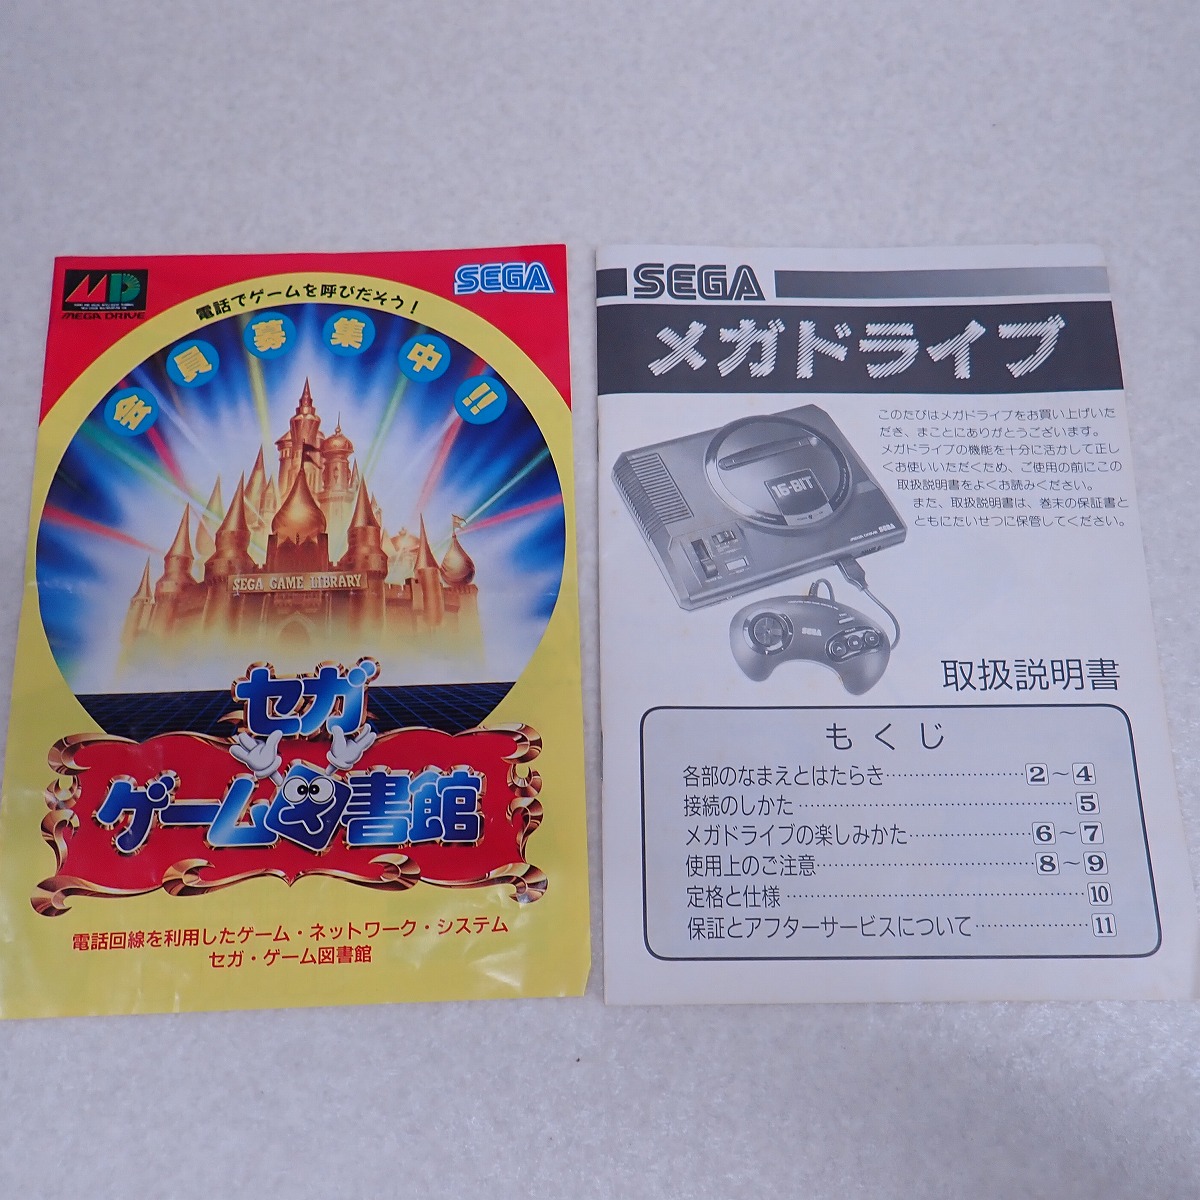 MD
MEGA DRIVE
SEGA
電話でゲームを呼びだそう!
会員募集中!!
SEGA GAME LIBRARY
セガ
ゲーム図書館
電話回線を利用したゲーム・ネットワーク・システム
セガ・ゲーム図書館
SEGA
メガドライブ
このたびはメガドライブをお買い上げいた
だき、まことにありがとうございます。
メガドライブの機能を十分に活かして正し
くお使いいただくため、ご使用の前にこの
取扱説明書をよくお読みください。
また、取扱説明書は、巻末の保証書と
ともにたいせつに保管してください。
16-BIT
MEGA DRIVE SEGA
SEGA
取扱説明書
もくじ
各部のなまえとはたらき……………………2〜4
接続のしかた……………………5
メガドライブの楽しみかた……………………6〜7
使用上のご注意……………………8〜9
定格と仕様……………………10
保証とアフターサービスについて……………………11